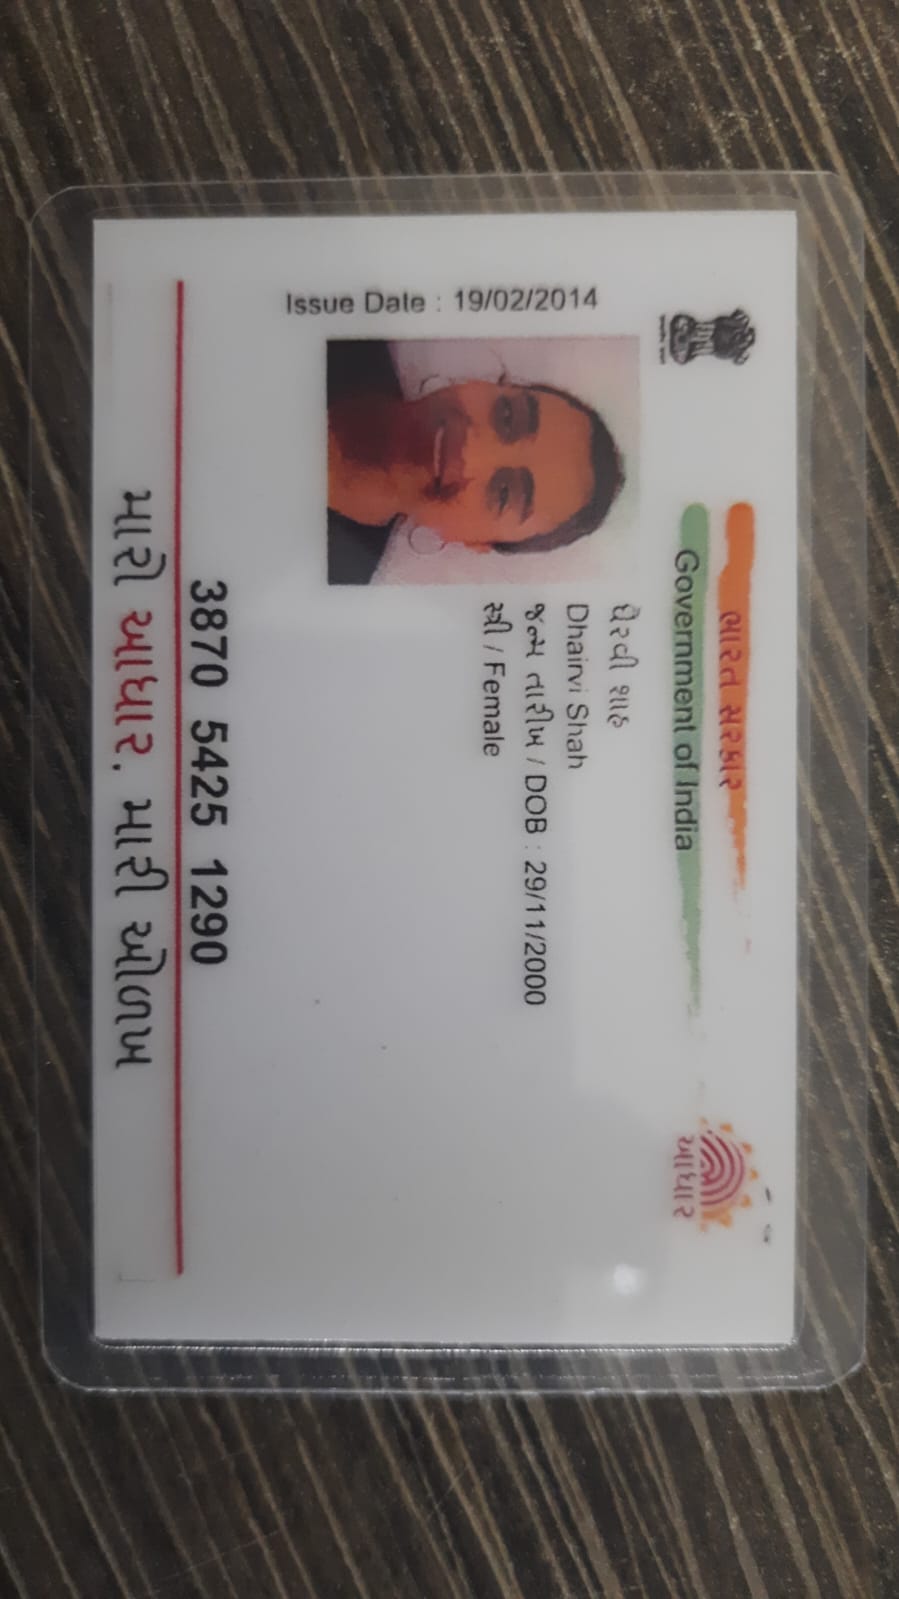 ભારત સરકાર
Government of India
આધાર
Issue Date : 19/02/2014
ધૈરવી શાહ
Dhairvi Shah
જન્મ તારીખ / DOB : 29/11/2000
સ્ત્રી / Female
3870 5425 1290
મારો આધાર. મારી ઓળખ